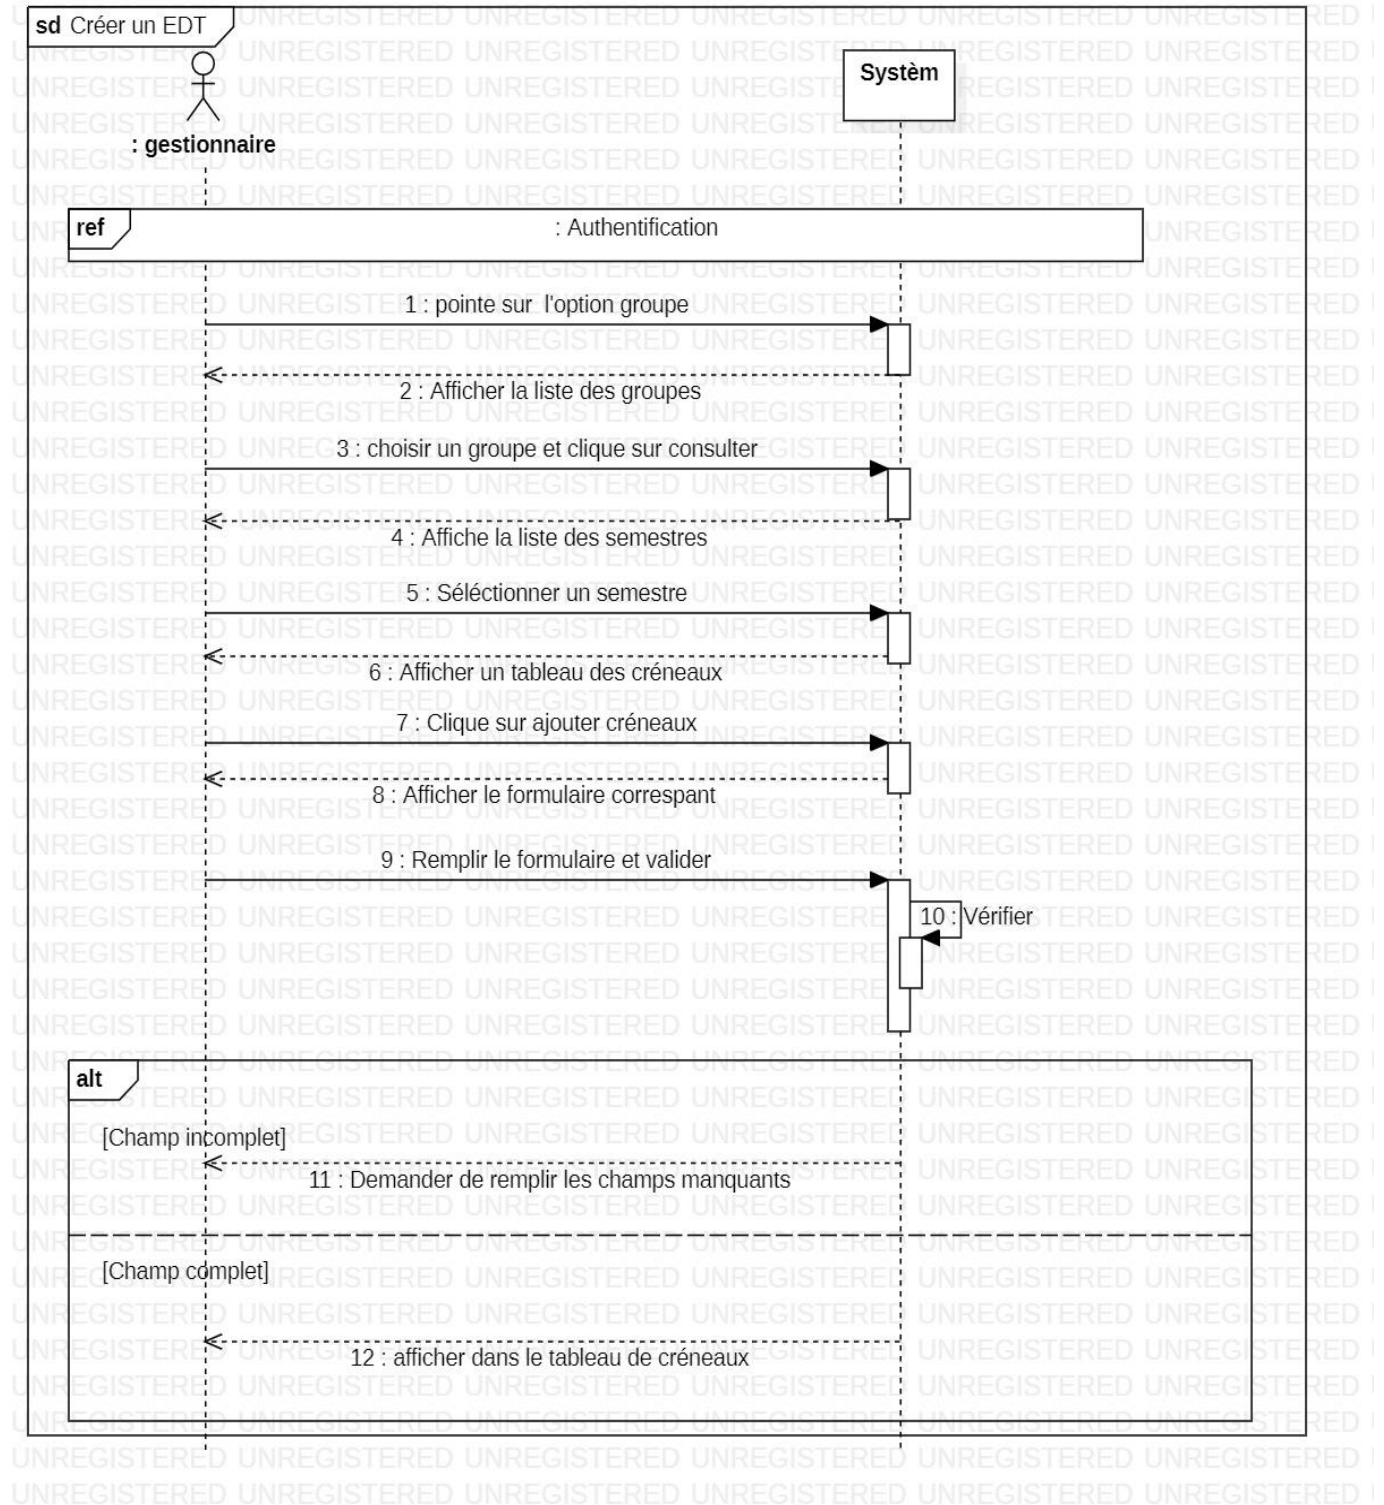 sd Créer un EDT
Systèm
: gestionnaire
ref
: Authentification
1 : pointe sur  l'option groupe
2 : Afficher la liste des groupes
3 : choisir un groupe et clique sur consulter
4 : Affiche la liste des semestres
5 : Séléctionner un semestre
6 : Afficher un tableau des créneaux
7 : Clique sur ajouter créneaux
8 : Afficher le formulaire correspant
9 : Remplir le formulaire et valider
10 : Vérifier
alt
[Champ incomplet]
11 : Demander de remplir les champs manquants
[Champ complet]
12 : afficher dans le tableau de créneaux
UNREGISTERED